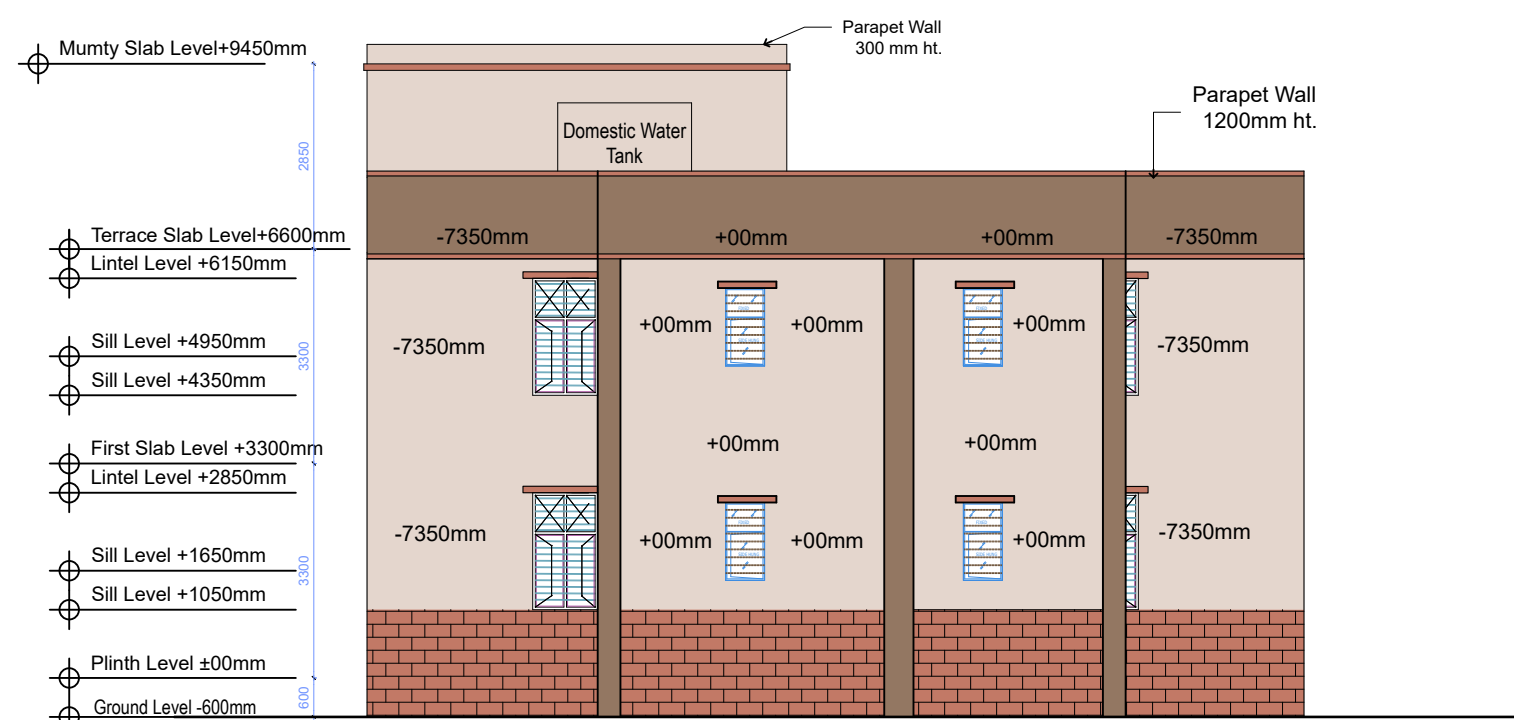 Parapet Wall
300 mm ht.
Mumty Slab Level+9450mm
Parapet Wall
1200mm ht.
Domestic Water
Tank
2850
Terrace Slab Level+6600mm
-7350mm
+00mm
+00mm
-7350mm
Lintel Level +6150mm
+00mm
+00mm
+00mm
Sill Level +4950mm
3300
-7350mm
-7350mm
Sill Level +4350mm
First Slab Level +3300mm
+00mm
+00mm
Lintel Level +2850mm
-7350mm
-7350mm
+00mm
+00mm
+00mm
Sill Level +1650mm
3300
Sill Level +1050mm
Plinth Level ±00mm
600
Ground Level -600mm